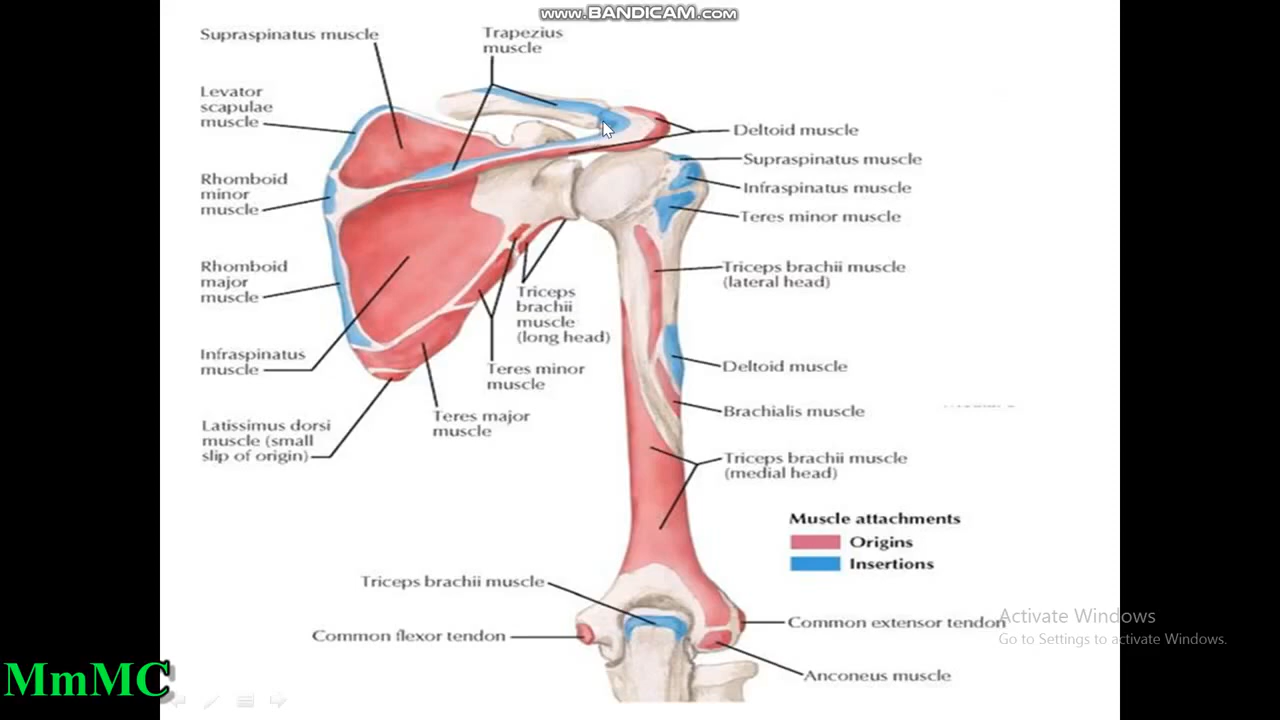 www.BANDICAM.com
Supraspinatus muscle
Trapezius
muscle
Levator
scapulae
muscle
Deltoid muscle
Supraspinatus muscle
Rhomboid
minor
muscle
Infraspinatus muscle
Teres minor muscle
Rhomboid
major
muscle
Triceps brachii muscle
(lateral head)
Triceps
brachii
muscle
(long head)
Infraspinatus
muscle
Teres minor
muscle
Deltoid muscle
Latissimus dorsi
muscle (small
slip of origin)
Teres major
muscle
Brachialis muscle
Triceps brachii muscle
(medial head)
Muscle attachments
Origins
Insertions
Triceps brachii muscle
Common flexor tendon
Common extensor tendon
Anconeus muscle
Activate Windows
Go to Settings to activate Windows.
MmMC